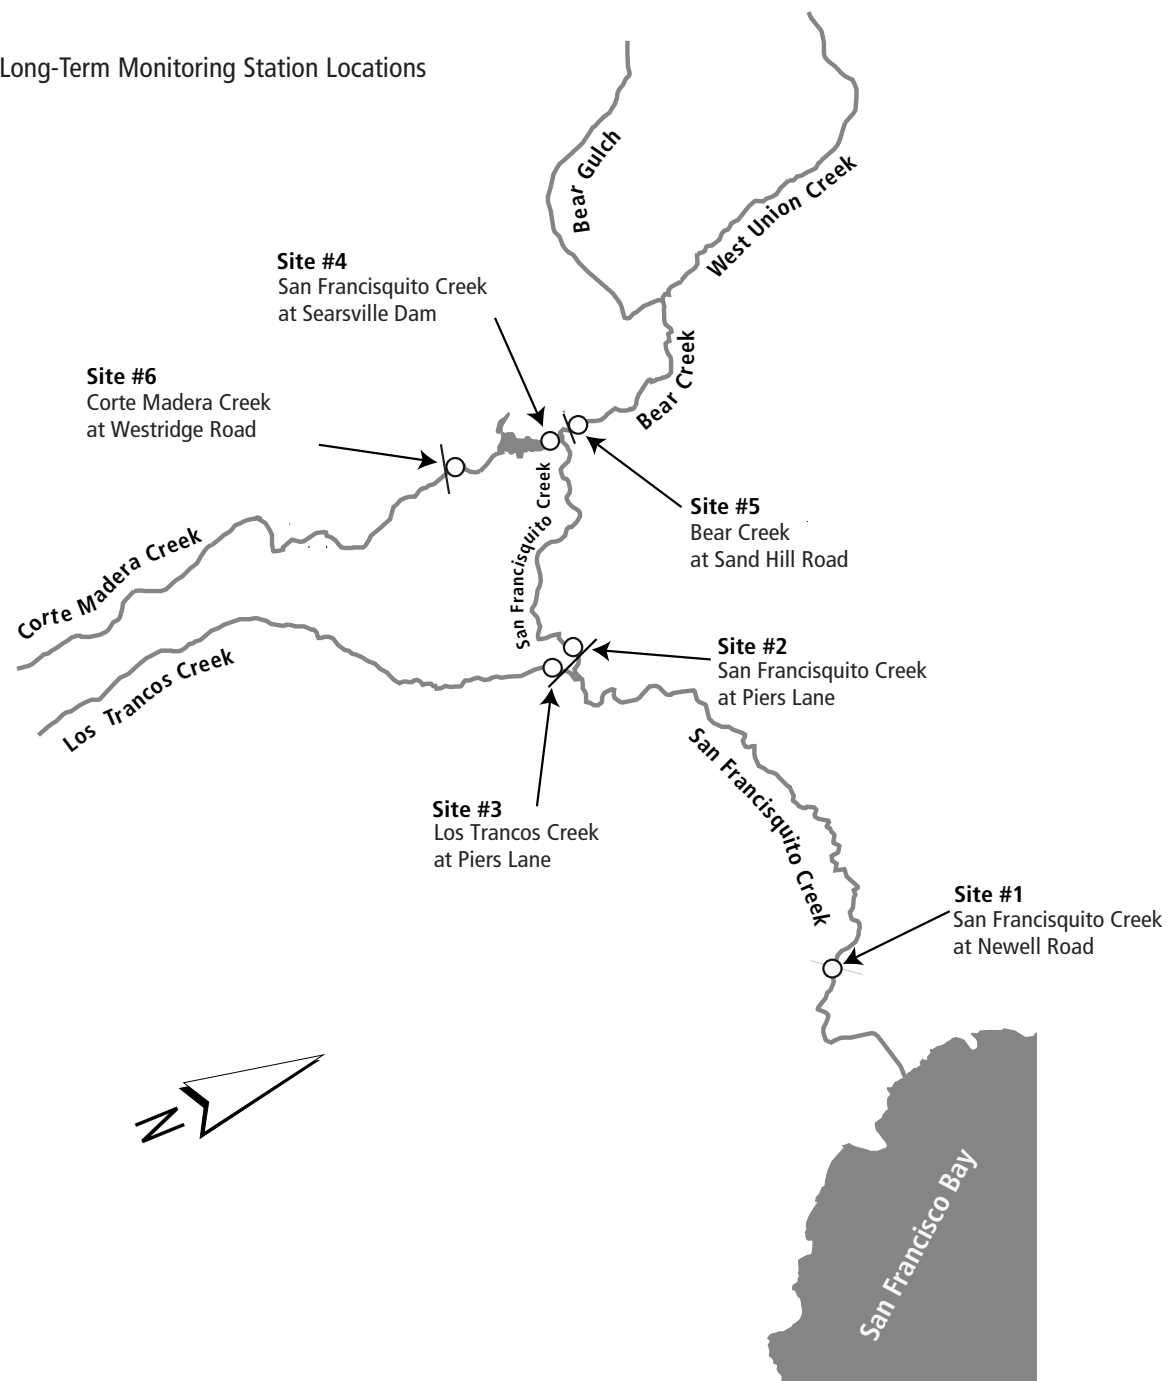 Long-Term Monitoring Station Locations
Bear Gulch
West Union Creek
Site #4
San Francisquito Creek
at Searsville Dam
Bear Creek
Site #6
Corte Madera Creek
at Westridge Road
San Francisquito Creek
Site #5
Bear Creek
at Sand Hill Road
Corte Madera Creek
Los Trancos Creek
Site #2
San Francisquito Creek
at Piers Lane
San Francisquito Creek
Site #3
Los Trancos Creek
at Piers Lane
Site #1
San Francisquito Creek
at Newell Road
N
San Francisco Bay